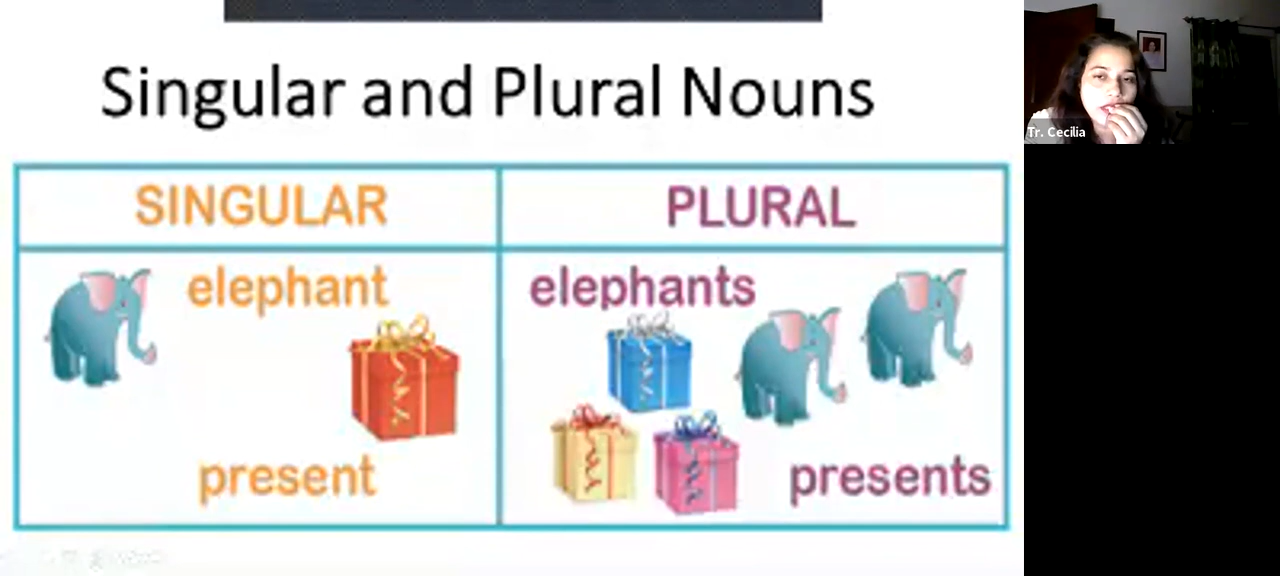 Singular and Plural Nouns
SINGULAR
PLURAL
elephant
elephants
present
presents
Tr. Cecilia